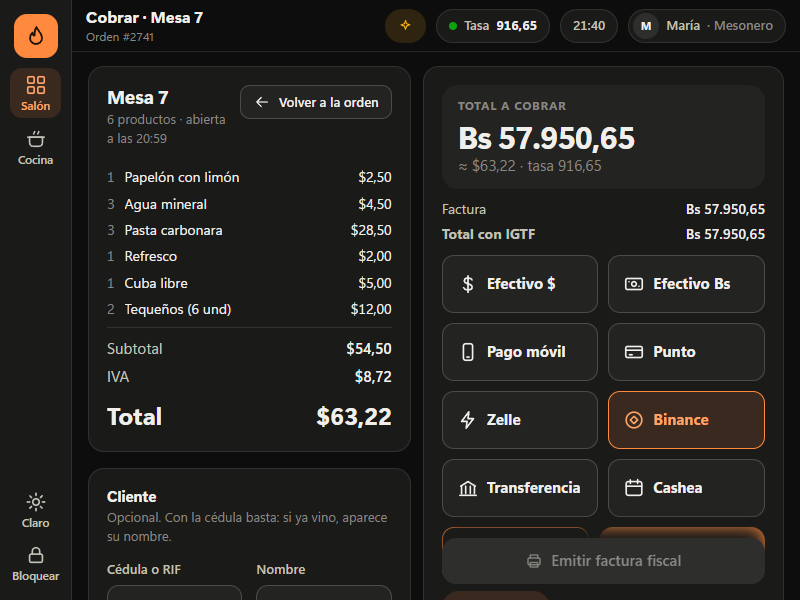 Salón
Cocina
Claro
Bloquear
Cobrar · Mesa 7
Orden #2741
Tasa 916,65
21:40
M María · Mesonero
Mesa 7
6 productos · abierta
a las 20:59
Volver a la orden
1 Papelón con limón $2,50
3 Agua mineral $4,50
3 Pasta carbonara $28,50
1 Refresco $2,00
1 Cuba libre $5,00
2 Tequeños (6 und) $12,00
Subtotal $54,50
IVA $8,72
Total $63,22
Cliente
Opcional. Con la cédula basta: si ya vino, aparece
su nombre.
Cédula o RIF Nombre
TOTAL A COBRAR
Bs 57.950,65
≈ $63,22 · tasa 916,65
Factura Bs 57.950,65
Total con IGTF Bs 57.950,65
Efectivo $ Efectivo Bs
Pago móvil Punto
Zelle Binance
Transferencia Cashea
Emitir factura fiscal